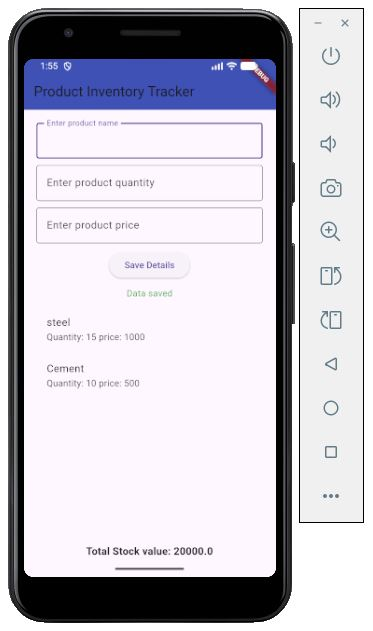 1:55
DEBUG
Product Inventory Tracker
Enter product name
Enter product quantity
Enter product price
Save Details
Data saved
steel
Quantity: 15 price: 1000
Cement
Quantity: 10 price: 500
Total Stock value: 20000.0